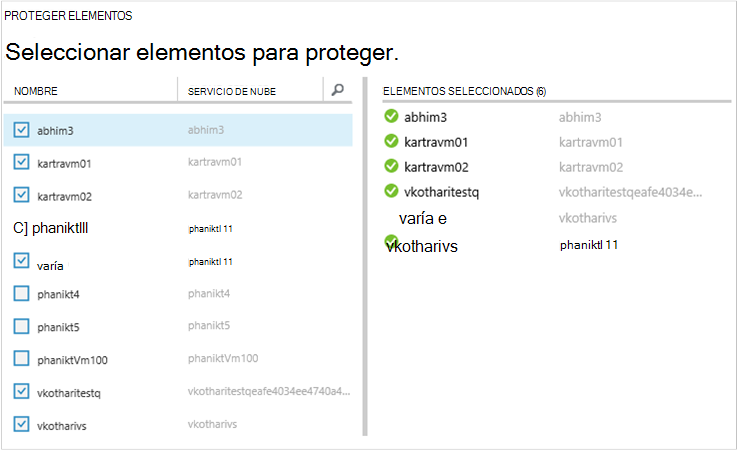 PROTEGER ELEMENTOS
Seleccionar elementos para proteger.
NOMBRE SERVICIO DE NUBE
abhim3 abhim3
kartravm01 kartravm01
kartravm02 kartravm02
C] phaniktlll phaniktl 11
varía phaniktl 11
phanikt4 phanikt4
phanikt5 phanikt5
phaniktVm100 phaniktVm100
vkotharitestq vkotharitestqeafe4034ee4740a4...
vkotharivs vkotharivs
ELEMENTOS SELECCIONADOS (6)
abhim3 abhim3
kartravm01 kartravm01
kartravm02 kartravm02
vkotharitestq vkotharitestqeafe4034e...
varía e vkotharivs
vkotharivs phaniktl 11